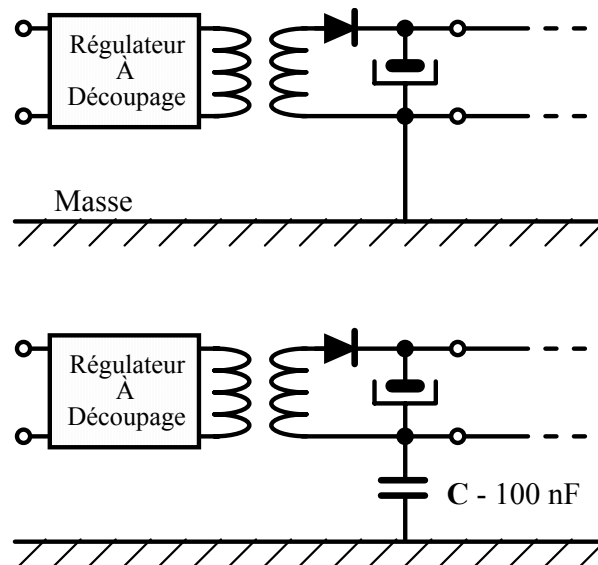 Régulateur
À
Découpage
Masse
Régulateur
À
Découpage
C - 100 nF